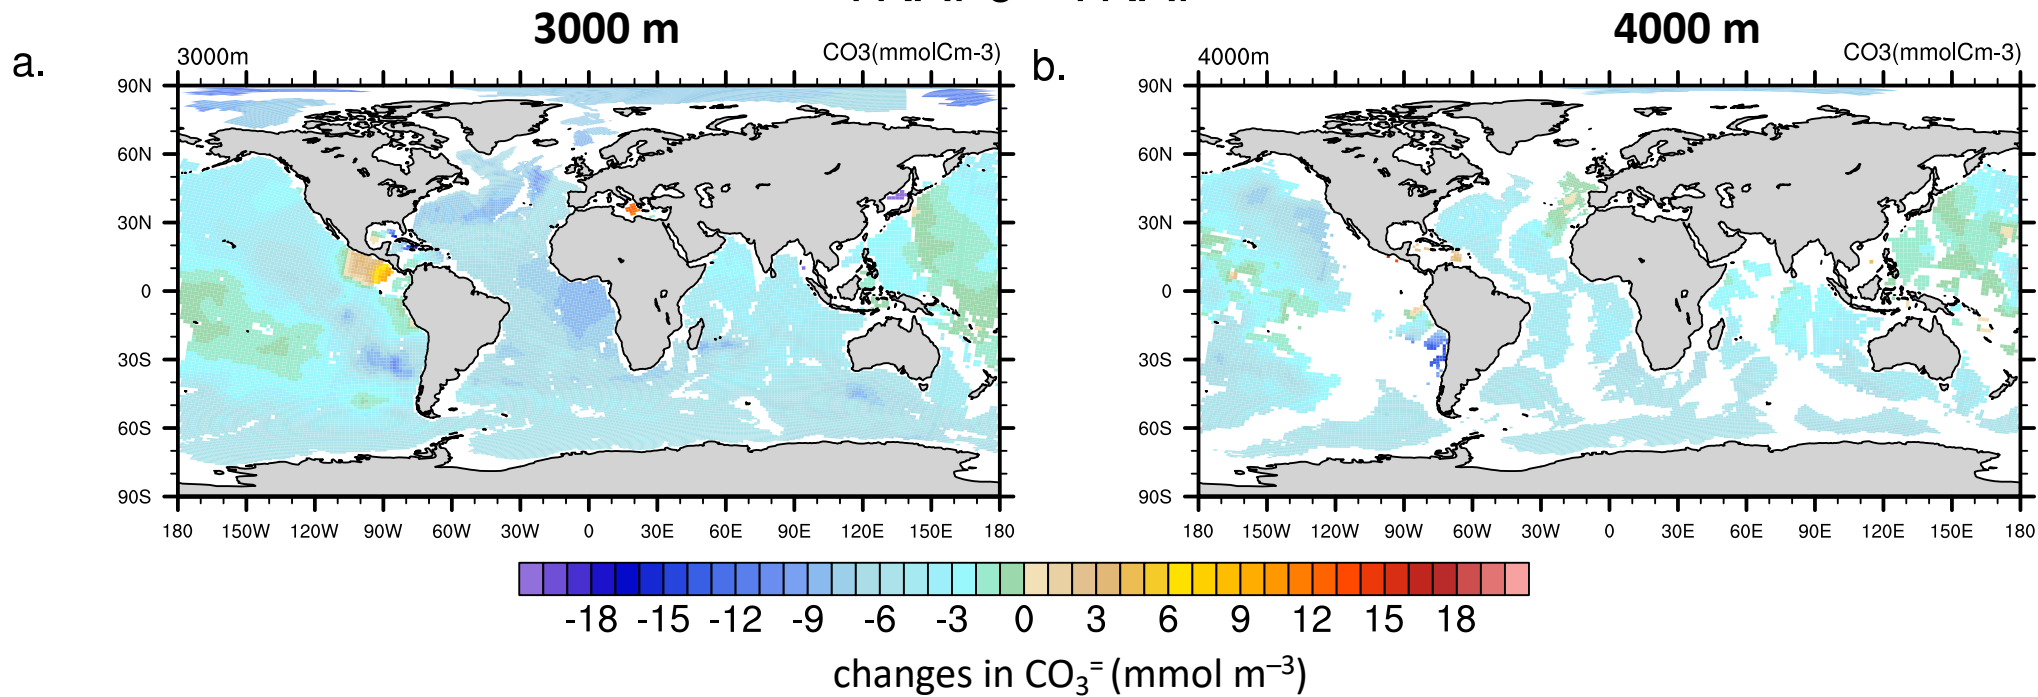 3000 m
4000 m
a.
3000m
CO3(mmolCm-3)
b.
4000m
CO3(mmolCm-3)
90N
60N
30N
0
30S
60S
90S
180 150W 120W 90W 60W 30W 0 30E 60E 90E 120E 150E 180
90N
60N
30N
0
30S
60S
90S
180 150W 120W 90W 60W 30W 0 30E 60E 90E 120E 150E 180
-18 -15 -12 -9 -6 -3 0 3 6 9 12 15 18
changes in CO₃⁼ (mmol m⁻³)